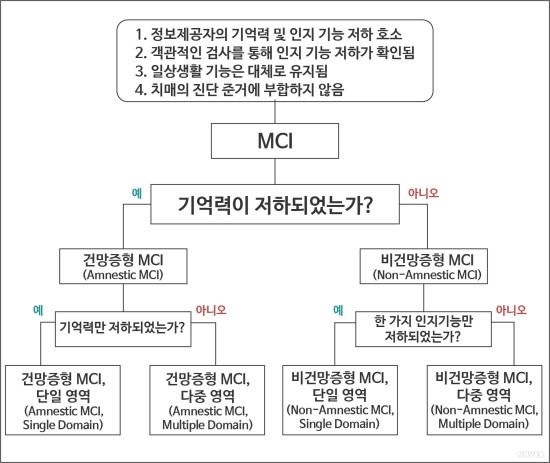 1. 정보제공자의 기억력 및 인지 기능 저하 호소
2. 객관적인 검사를 통해 인지 기능 저하가 확인됨
3. 일상생활 기능은 대체로 유지됨
4. 치매의 진단 준거에 부합하지 않음
MCI
예
아니오
기억력이 저하되었는가?
건망증형 MCI
(Amnestic MCI)
비건망증형 MCI
(Non-Amnestic MCI)
예
아니오
예
아니오
기억력만 저하되었는가?
한 가지 인지기능만
저하되었는가?
건망증형 MCI,
단일 영역
(Amnestic MCI,
Single Domain)
건망증형 MCI,
다중 영역
(Amnestic MCI,
Multiple Domain)
비건망증형 MCI,
단일 영역
(Non-Amnestic MCI,
Single Domain)
비건망증형 MCI,
다중 영역
(Non-Amnestic MCI,
Multiple Domain)